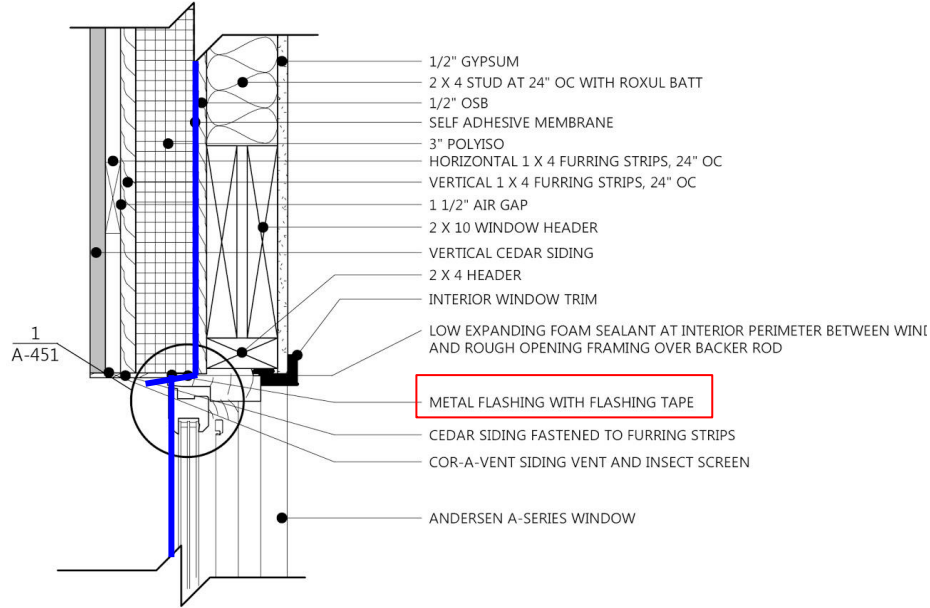 1/2" GYPSUM
2 X 4 STUD AT 24" OC WITH ROXUL BATT
1/2" OSB
SELF ADHESIVE MEMBRANE
3" POLYISO
HORIZONTAL 1 X 4 FURRING STRIPS, 24" OC
VERTICAL 1 X 4 FURRING STRIPS, 24" OC
1 1/2" AIR GAP
2 X 10 WINDOW HEADER
VERTICAL CEDAR SIDING
2 X 4 HEADER
INTERIOR WINDOW TRIM
1
A-451
LOW EXPANDING FOAM SEALANT AT INTERIOR PERIMETER BETWEEN WIND
AND ROUGH OPENING FRAMING OVER BACKER ROD
METAL FLASHING WITH FLASHING TAPE
CEDAR SIDING FASTENED TO FURRING STRIPS
COR-A-VENT SIDING VENT AND INSECT SCREEN
ANDERSEN A-SERIES WINDOW